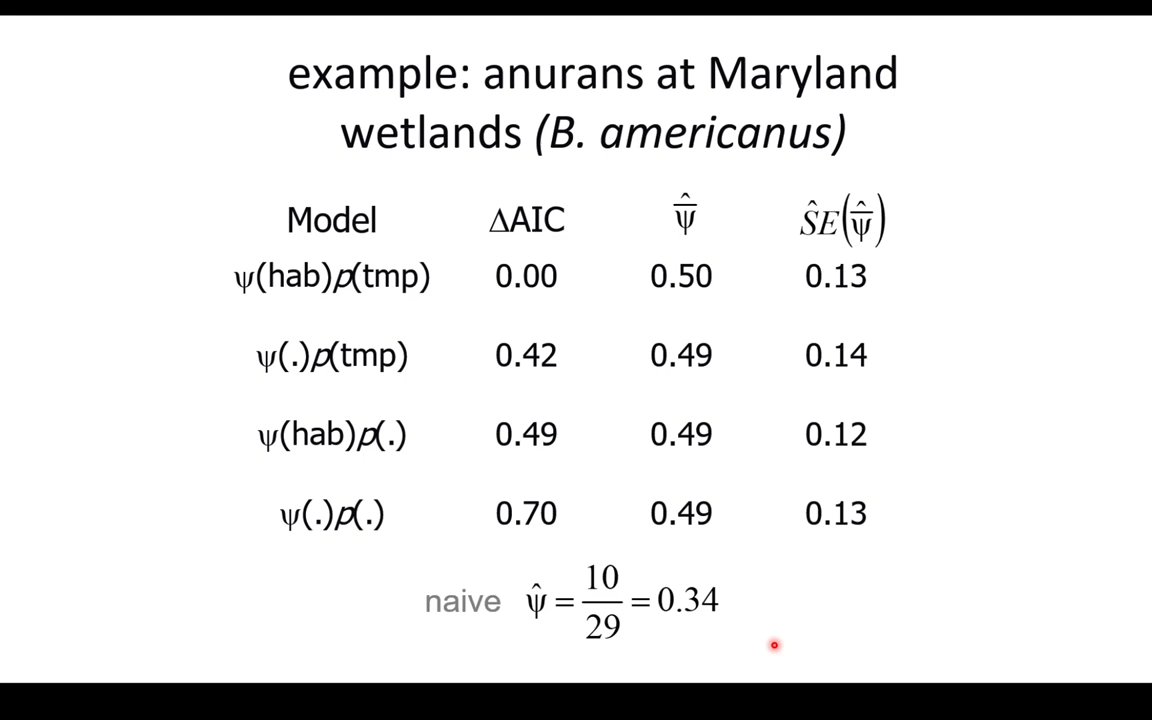 example: anurans at Maryland
wetlands (B. americanus)
Model ΔAIC ψ̂̄ ŜE(ψ̂̄)
ψ(hab)p(tmp) 0.00 0.50 0.13
ψ(.)p(tmp) 0.42 0.49 0.14
ψ(hab)p(.) 0.49 0.49 0.12
ψ(.)p(.) 0.70 0.49 0.13
naive ψ̂ = 10/29 = 0.34